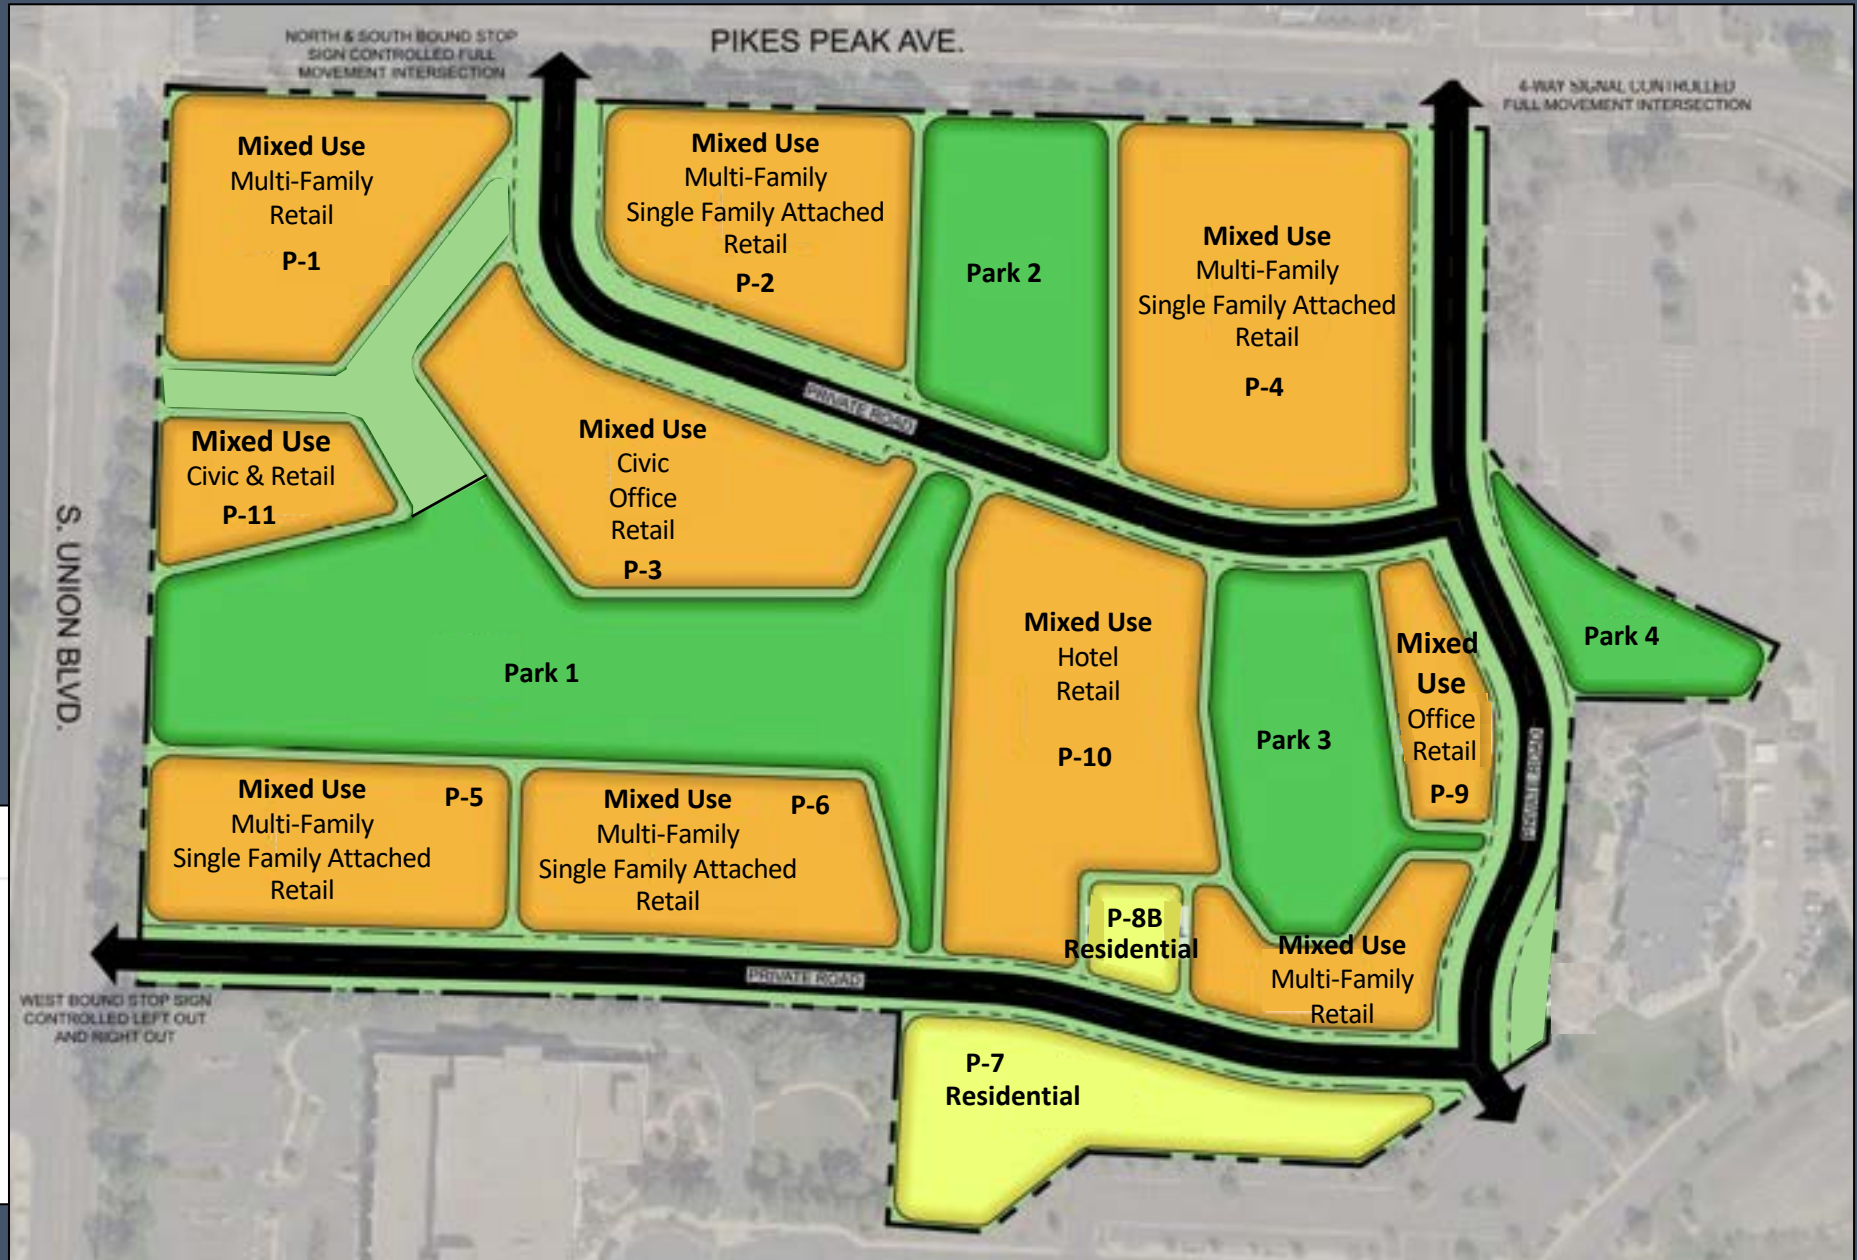 NORTH & SOUTH BOUND STOP
SIGN CONTROLLED FULL
MOVEMENT INTERSECTION
PIKES PEAK AVE.
4-WAY SIGNAL CONTROLLED
FULL MOVEMENT INTERSECTION
Mixed Use
Multi-Family
Retail
P-1
Mixed Use
Multi-Family
Single Family Attached
Retail
P-2
Park 2
Mixed Use
Multi-Family
Single Family Attached
Retail
P-4
PRIVATE ROAD
Mixed Use
Civic & Retail
P-11
Mixed Use
Civic
Office
Retail
P-3
S. UNION BLVD.
Park 1
Mixed Use
Hotel
Retail
P-10
Park 3
Mixed
Use
Office
Retail
P-9
Park 4
PRIVATE ROAD
Mixed Use
Multi-Family
Single Family Attached
Retail
P-5
Mixed Use
Multi-Family
Single Family Attached
Retail
P-6
P-8B
Residential
Mixed Use
Multi-Family
Retail
PRIVATE ROAD
WEST BOUND STOP SIGN
CONTROLLED LEFT OUT
AND RIGHT OUT
P-7
Residential